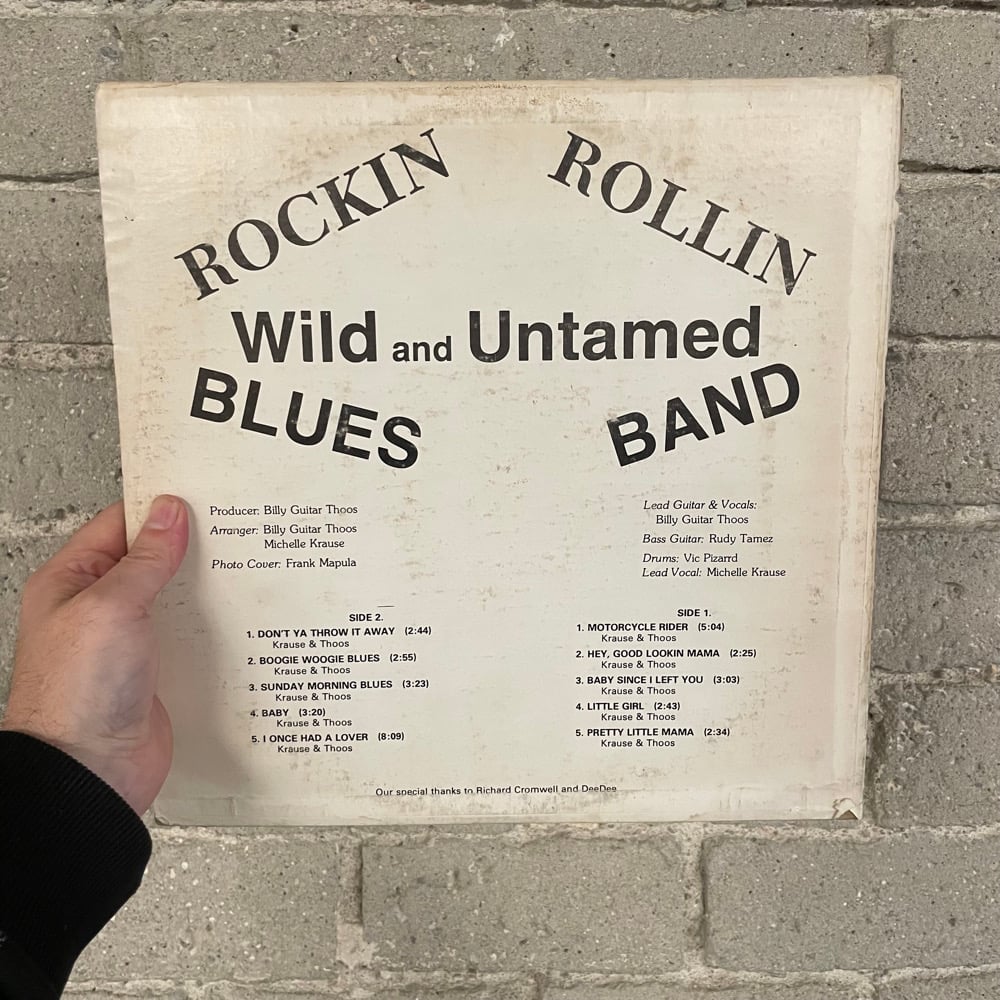 ROCKIN ROLLIN
Wild and Untamed
BLUES BAND
Producer: Billy Guitar Thoos
Arranger: Billy Guitar Thoos
Michelle Krause
Photo Cover: Frank Mapula
Lead Guitar & Vocals:
Billy Guitar Thoos
Bass Guitar: Rudy Tamez
Drums: Vic Pizarrd
Lead Vocal: Michelle Krause
SIDE 2.
1. DON'T YA THROW IT AWAY (2:44)
Krause & Thoos
2. BOOGIE WOOGIE BLUES (2:55)
Krause & Thoos
3. SUNDAY MORNING BLUES (3:23)
Krause & Thoos
4. BABY (3:20)
Krause & Thoos
5. I ONCE HAD A LOVER (8:09)
Krause & Thoos
SIDE 1.
1. MOTORCYCLE RIDER (5:04)
Krause & Thoos
2. HEY, GOOD LOOKIN MAMA (2:25)
Krause & Thoos
3. BABY SINCE I LEFT YOU (3:03)
Krause & Thoos
4. LITTLE GIRL (2:43)
Krause & Thoos
5. PRETTY LITTLE MAMA (2:34)
Krause & Thoos
Our special thanks to Richard Cromwell and DeeDee